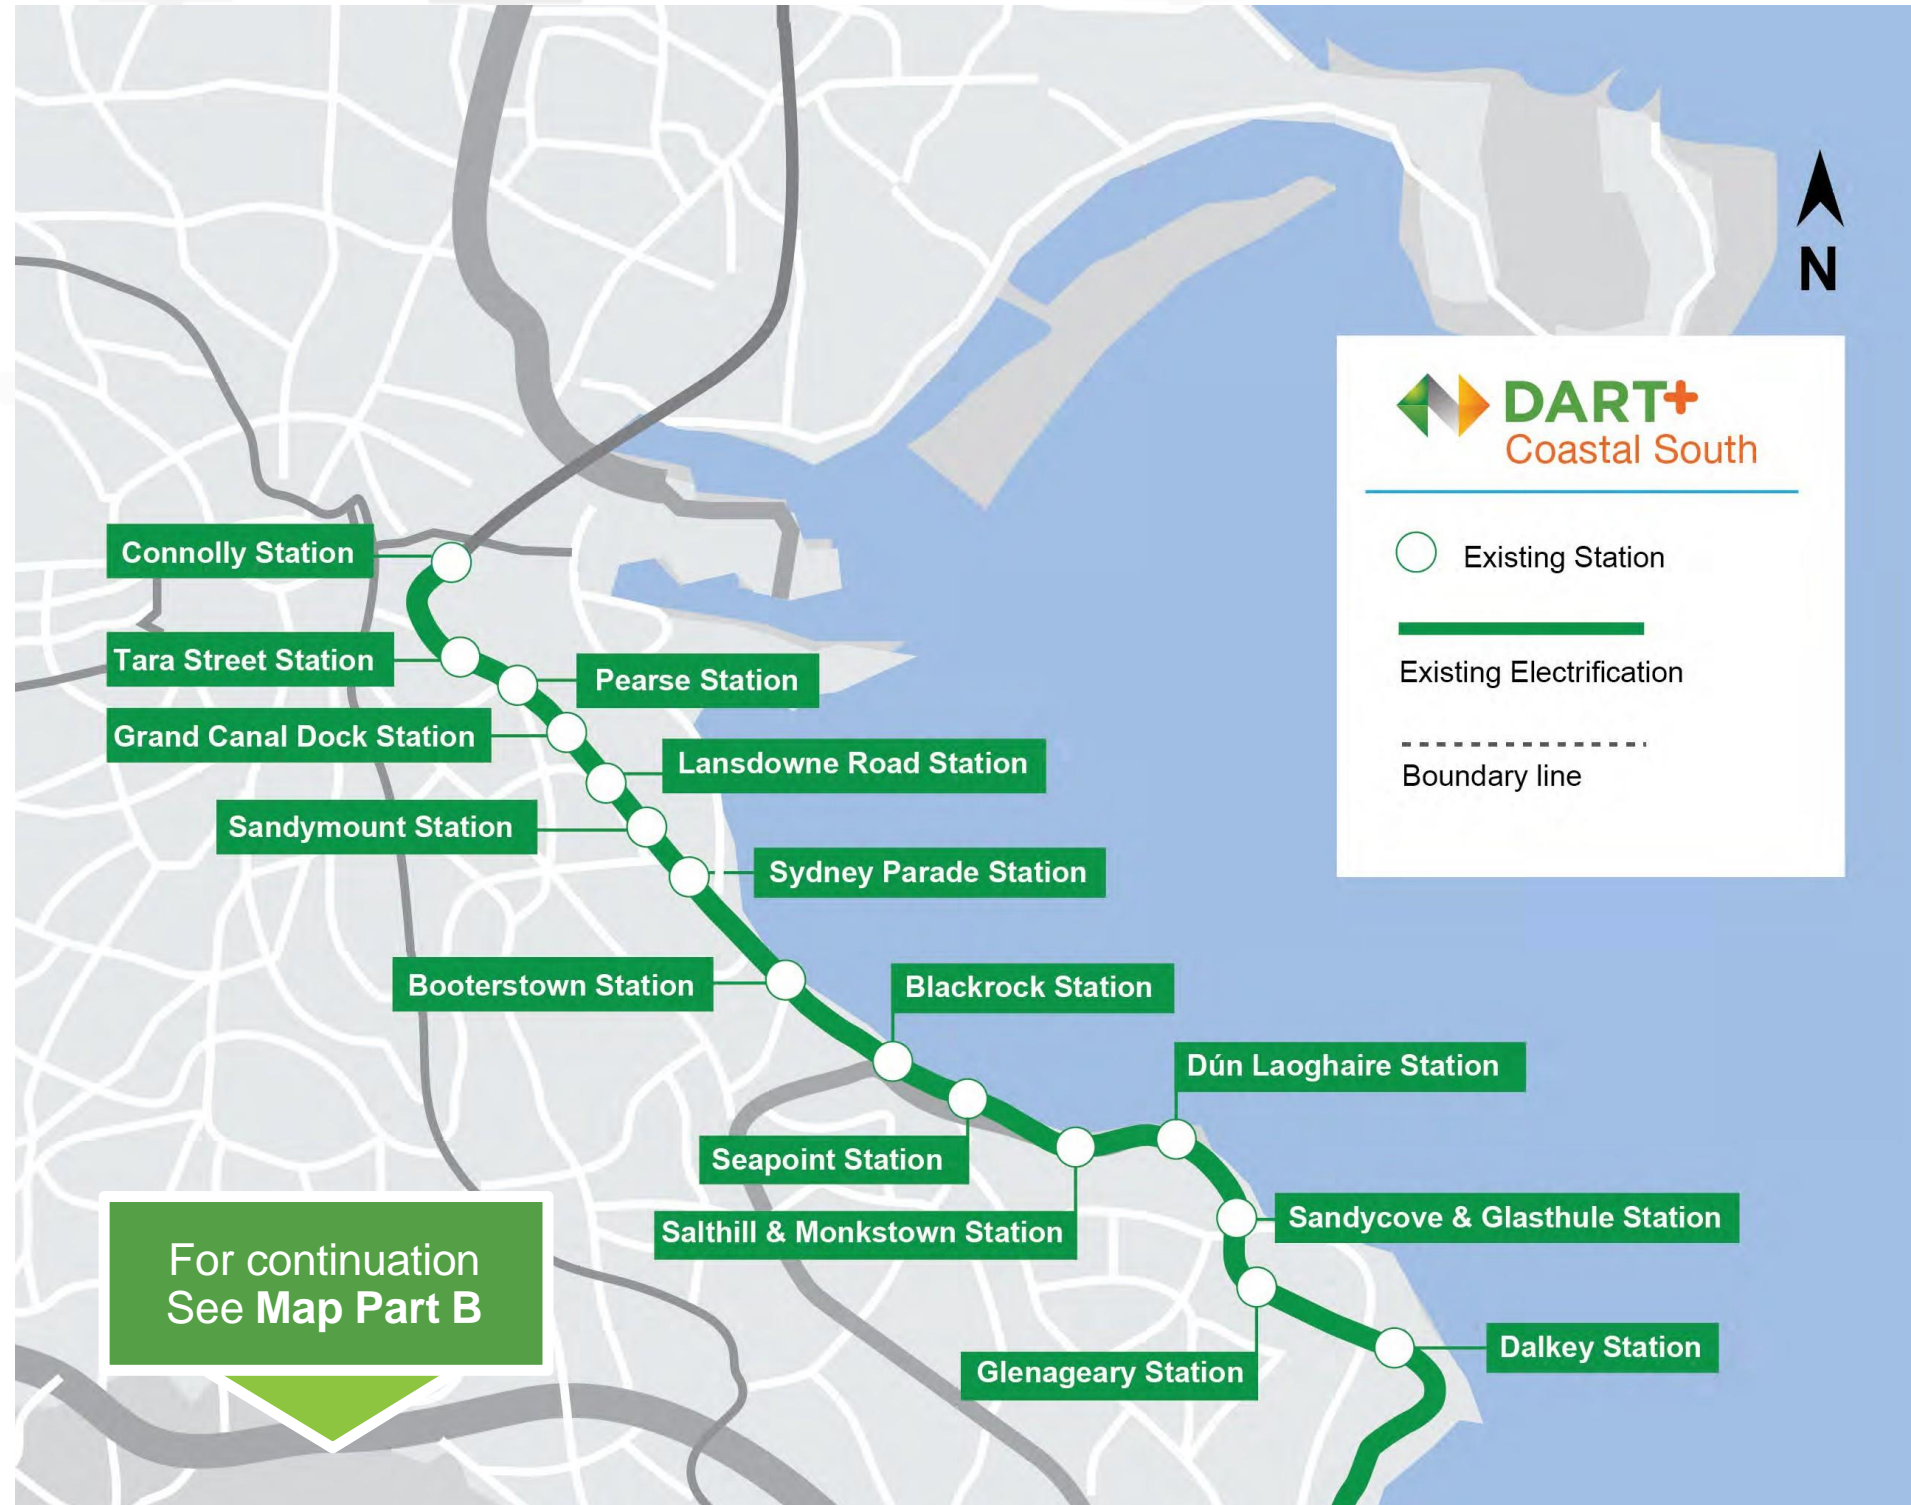 N
DART+
Coastal South
Existing Station
Existing Electrification
Boundary line
Connolly Station
Tara Street Station
Pearse Station
Grand Canal Dock Station
Lansdowne Road Station
Sandymount Station
Sydney Parade Station
Booterstown Station
Blackrock Station
Dún Laoghaire Station
Seapoint Station
Salthill & Monkstown Station
Sandycove & Glasthule Station
Glenageary Station
Dalkey Station
For continuation
See Map Part B